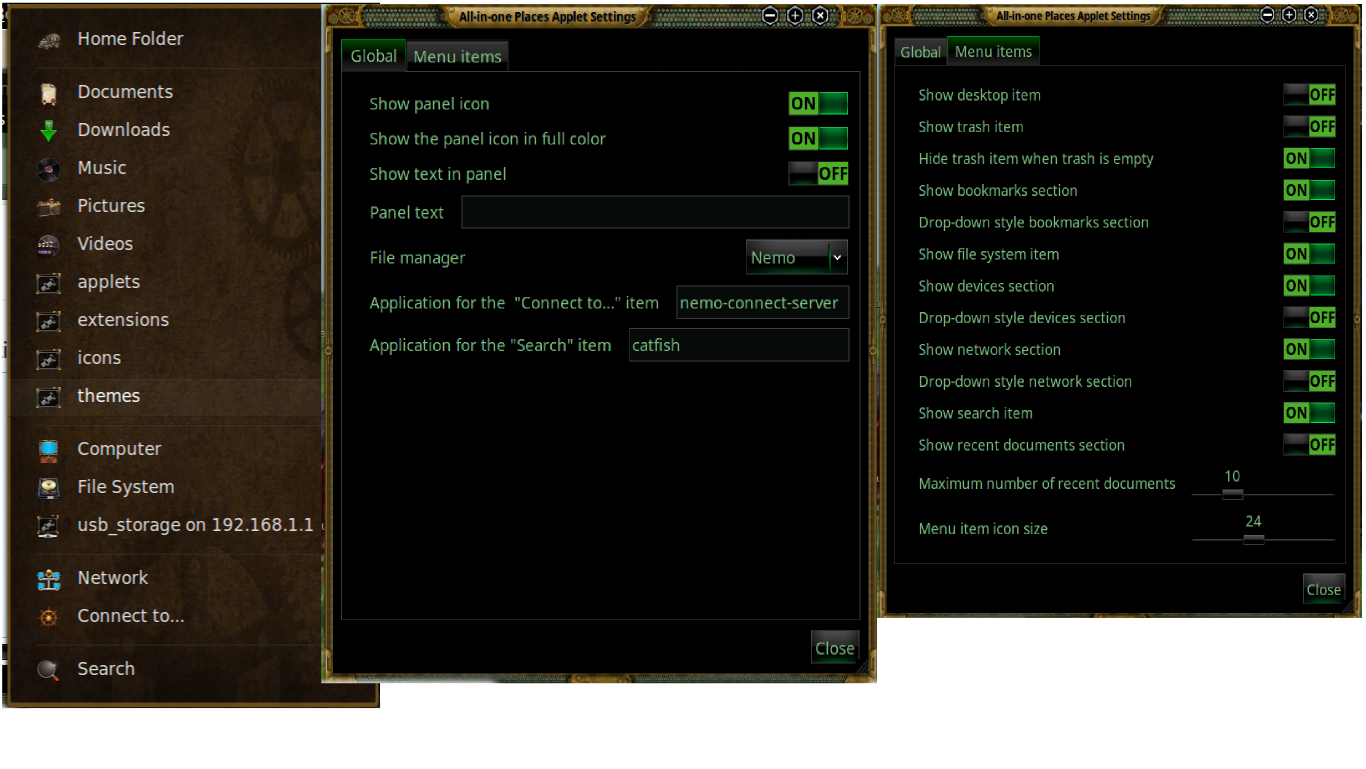 Home Folder
Documents
Downloads
Music
Pictures
Videos
applets
extensions
icons
themes
Computer
File System
usb_storage on 192.168.1.1
Network
Connect to...
Search
All-in-one Places Applet Settings
Global
Menu items
Show panel icon ON
Show the panel icon in full color ON
Show text in panel OFF
Panel text
File manager Nemo
Application for the "Connect to..." item nemo-connect-server
Application for the "Search" item catfish
Close
All-in-one Places Applet Settings
Global
Menu items
Show desktop item OFF
Show trash item OFF
Hide trash item when trash is empty ON
Show bookmarks section ON
Drop-down style bookmarks section OFF
Show file system item ON
Show devices section ON
Drop-down style devices section OFF
Show network section ON
Drop-down style network section OFF
Show search item ON
Show recent documents section OFF
Maximum number of recent documents 10
Menu item icon size 24
Close